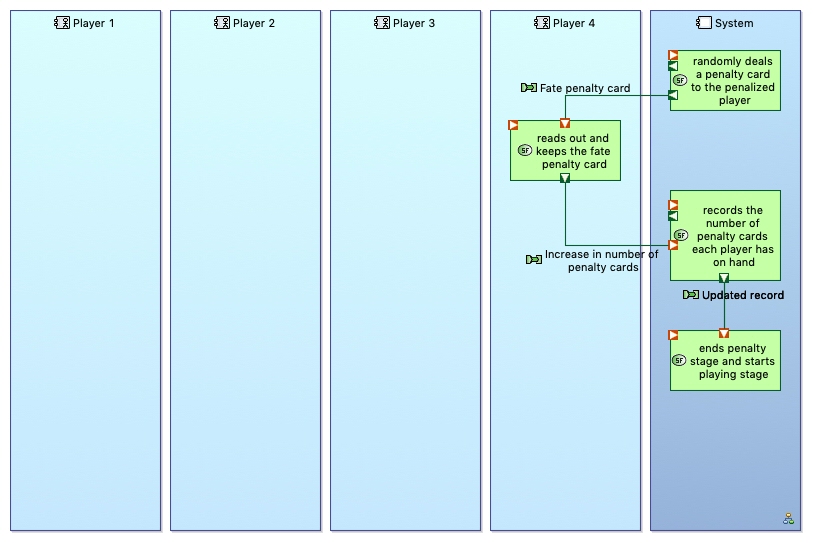 Player 1
Player 2
Player 3
Player 4
System
randomly deals
a penalty card
to the penalized
player
SF
Fate penalty card
reads out and
keeps the fate
penalty card
SF
records the
number of
penalty cards
each player has
on hand
SF
Increase in number of
penalty cards
Updated record
ends penalty
stage and starts
playing stage
SF